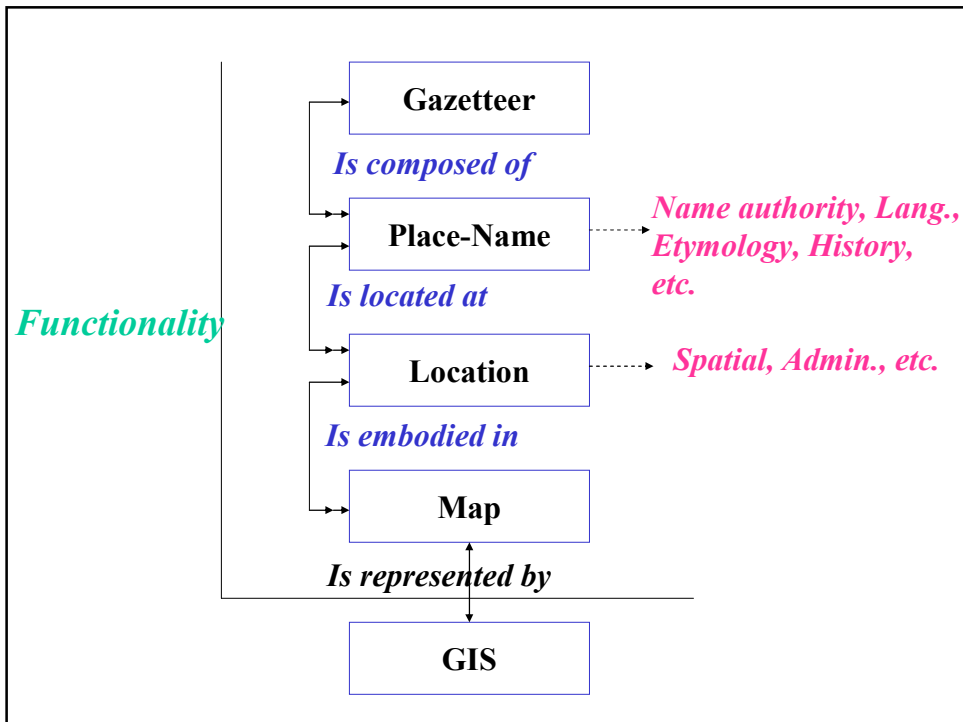 Gazetteer
Is composed of
Place-Name
Name authority, Lang.,
Etymology, History,
etc.
Is located at
Functionality
Location
Spatial, Admin., etc.
Is embodied in
Map
Is represented by
GIS